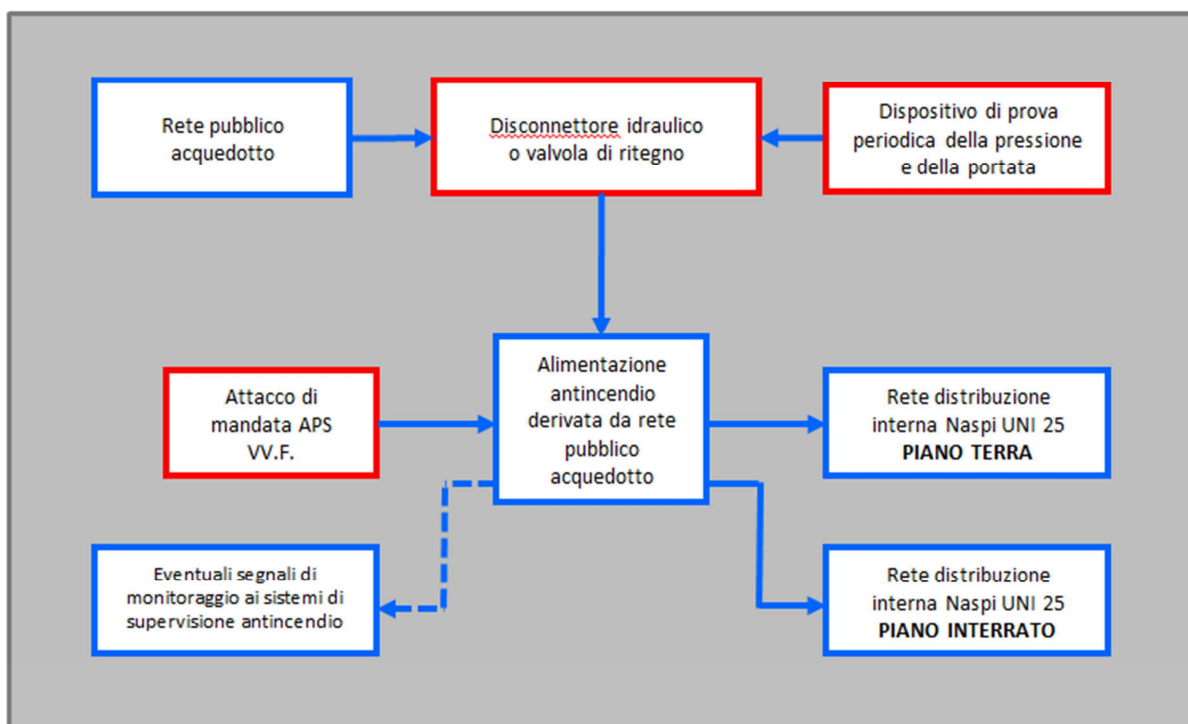 Rete pubblico
acquedotto
Disconnettore idraulico
o valvola di ritegno
Dispositivo di prova
periodica della pressione
e della portata
Attacco di
mandata APS
VV.F.
Alimentazione
antincendio
derivata da rete
pubblico
acquedotto
Rete distribuzione
interna Naspi UNI 25
PIANO TERRA
Eventuali segnali di
monitoraggio ai sistemi di
supervisione antincendio
Rete distribuzione
interna Naspi UNI 25
PIANO INTERRATO